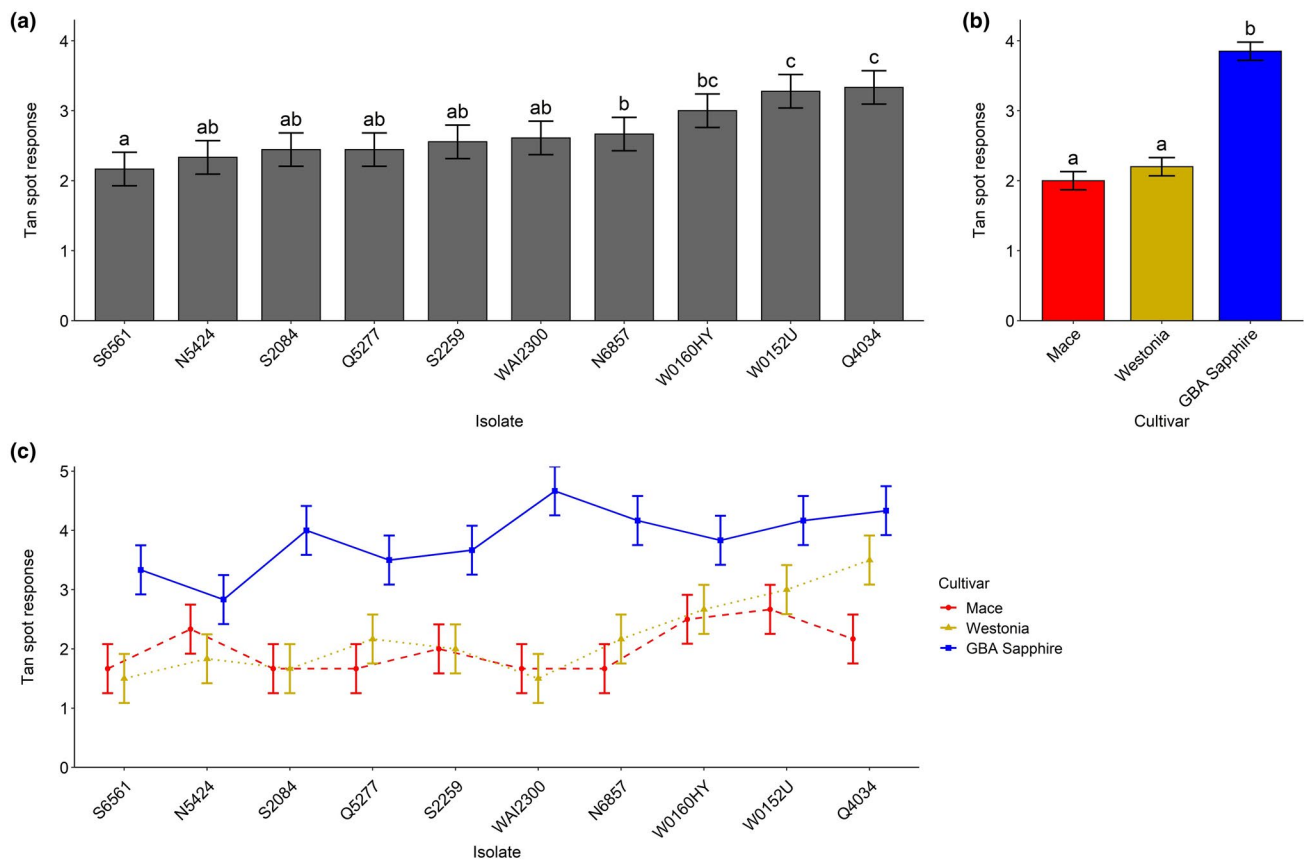 (a)
Tan spot response
4
3
2
1
0
a
ab
ab
ab
ab
ab
b
bc
c
c
S6561
N5424
S2084
Q5277
S2259
WAI2300
N6857
W0160HY
W0152U
Q4034
Isolate
(b)
Tan spot response
4
3
2
1
0
a
a
b
Mace
Westonia
GBA Sapphire
Cultivar
(c)
Tan spot response
5
4
3
2
1
0
S6561
N5424
S2084
Q5277
S2259
WAI2300
N6857
W0160HY
W0152U
Q4034
Isolate
Cultivar
Mace
Westonia
GBA Sapphire